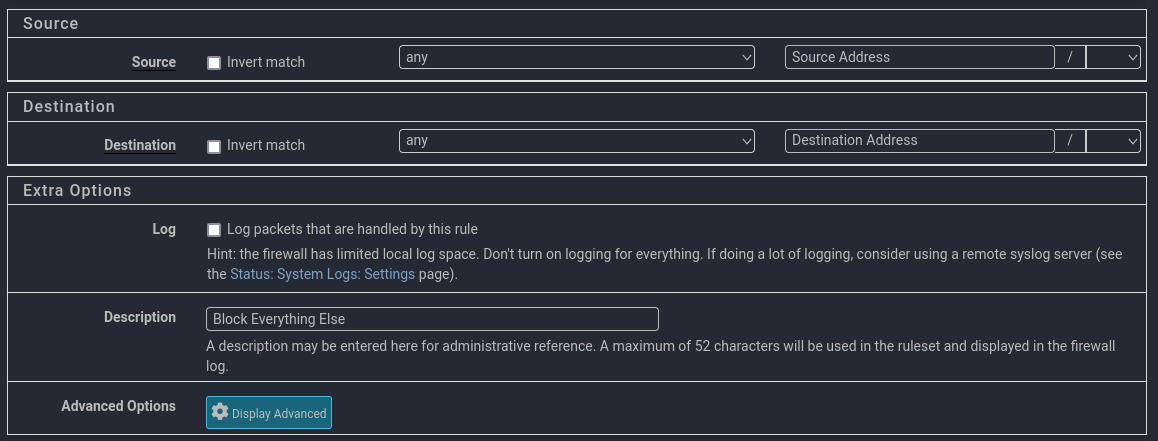 Source
Source Invert match any Source Address /
Destination
Destination Invert match any Destination Address /
Extra Options
Log Log packets that are handled by this rule
Hint: the firewall has limited local log space. Don't turn on logging for everything. If doing a lot of logging, consider using a remote syslog server (see
the Status: System Logs: Settings page).
Description Block Everything Else
A description may be entered here for administrative reference. A maximum of 52 characters will be used in the ruleset and displayed in the firewall
log.
Advanced Options Display Advanced